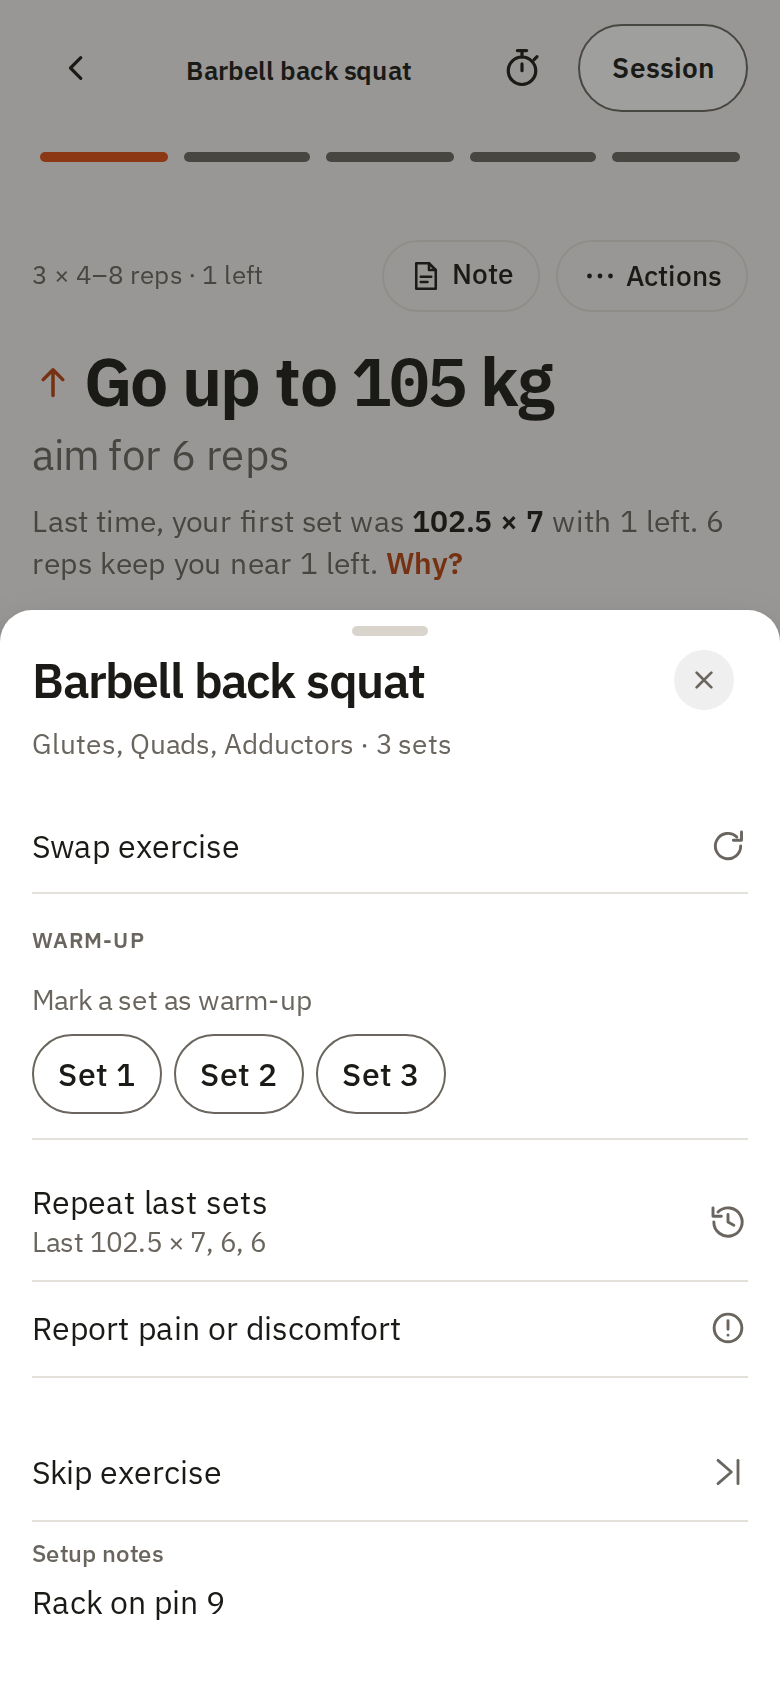 Barbell back squat
Session
3 × 4–8 reps · 1 left
Note
Actions
↑ Go up to 105 kg
aim for 6 reps
Last time, your first set was 102.5 × 7 with 1 left. 6
reps keep you near 1 left. Why?
Barbell back squat
Glutes, Quads, Adductors · 3 sets
Swap exercise
WARM-UP
Mark a set as warm-up
Set 1
Set 2
Set 3
Repeat last sets
Last 102.5 × 7, 6, 6
Report pain or discomfort
Skip exercise
Setup notes
Rack on pin 9